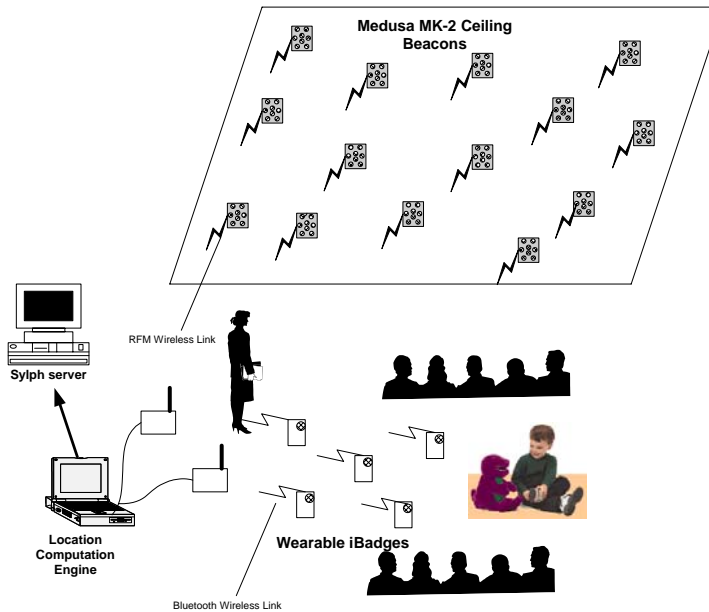 Medusa MK-2 Ceiling
Beacons
RFM Wireless Link
Sylph server
Location
Computation
Engine
Wearable iBadges
Bluetooth Wireless Link